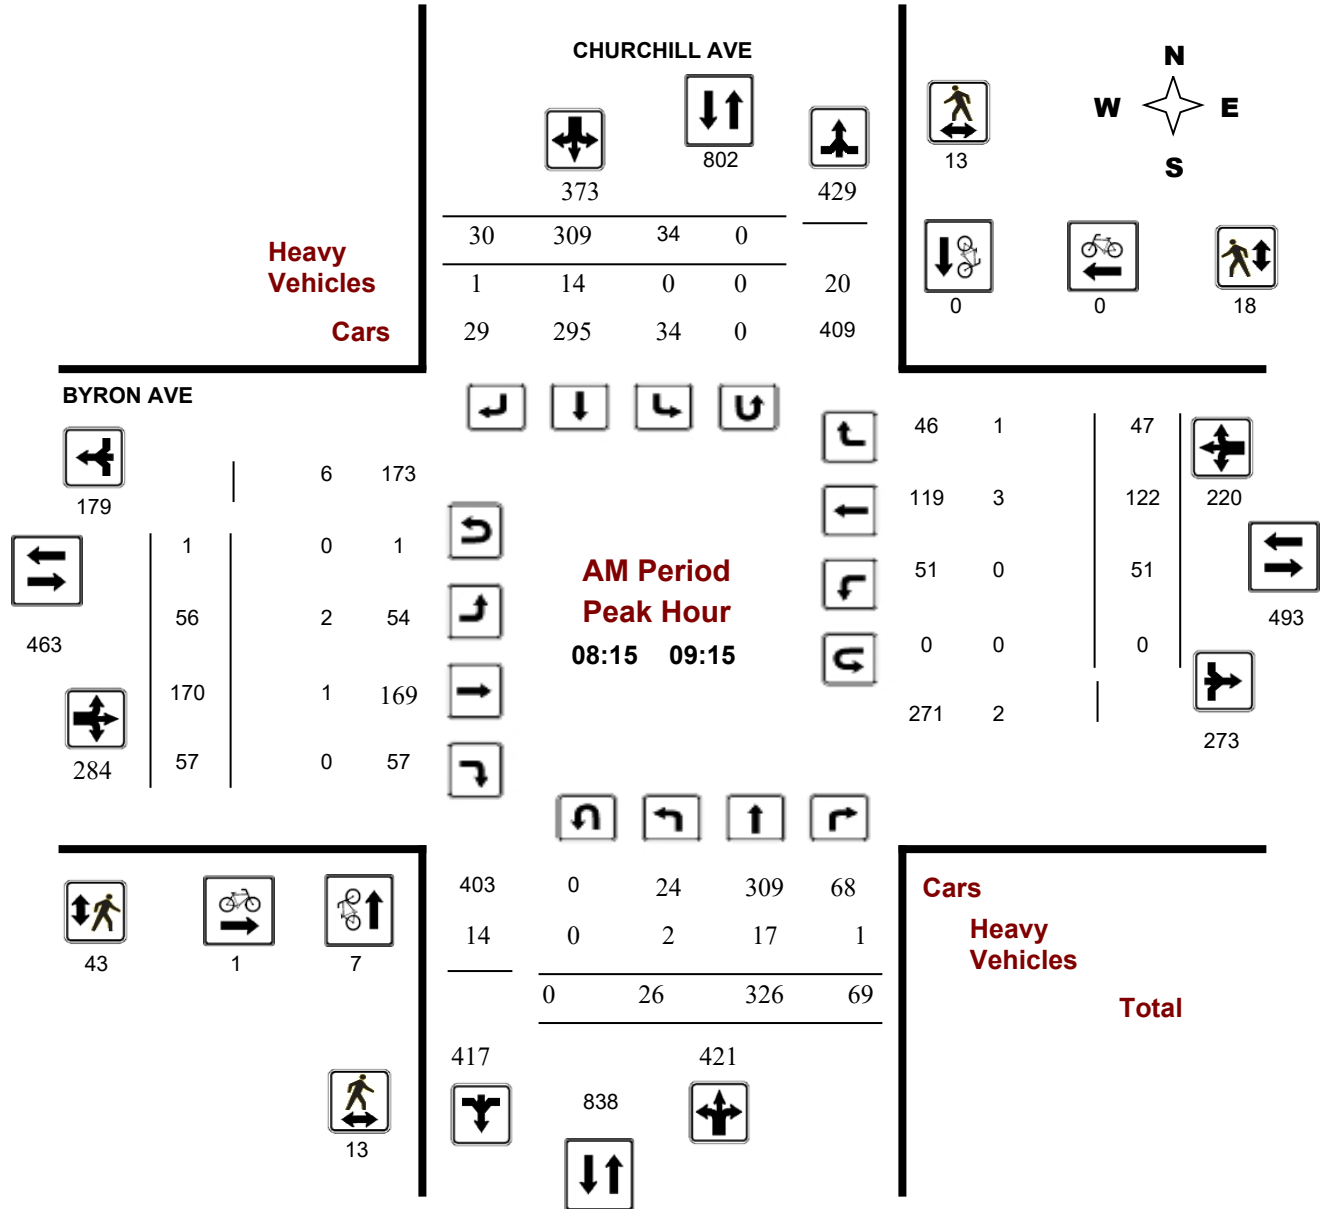 CHURCHILL AVE
N
W E
S
802
13
373 429
Heavy
Vehicles
Cars
30 309 34 0
1 14 0 0 20
29 295 34 0 409
0 0 18
BYRON AVE
46 1 47
6 173
179
119 3 122 220
1 0 1
AM Period
Peak Hour
08:15 09:15
51 0 51
56 2 54
463
493
0 0 0
170 1 169
271 2
273
284 57 0 57
403 0 24 309 68
Cars
14 0 2 17 1
Heavy
Vehicles
43 1 7
0 26 326 69
Total
417 421
838
13